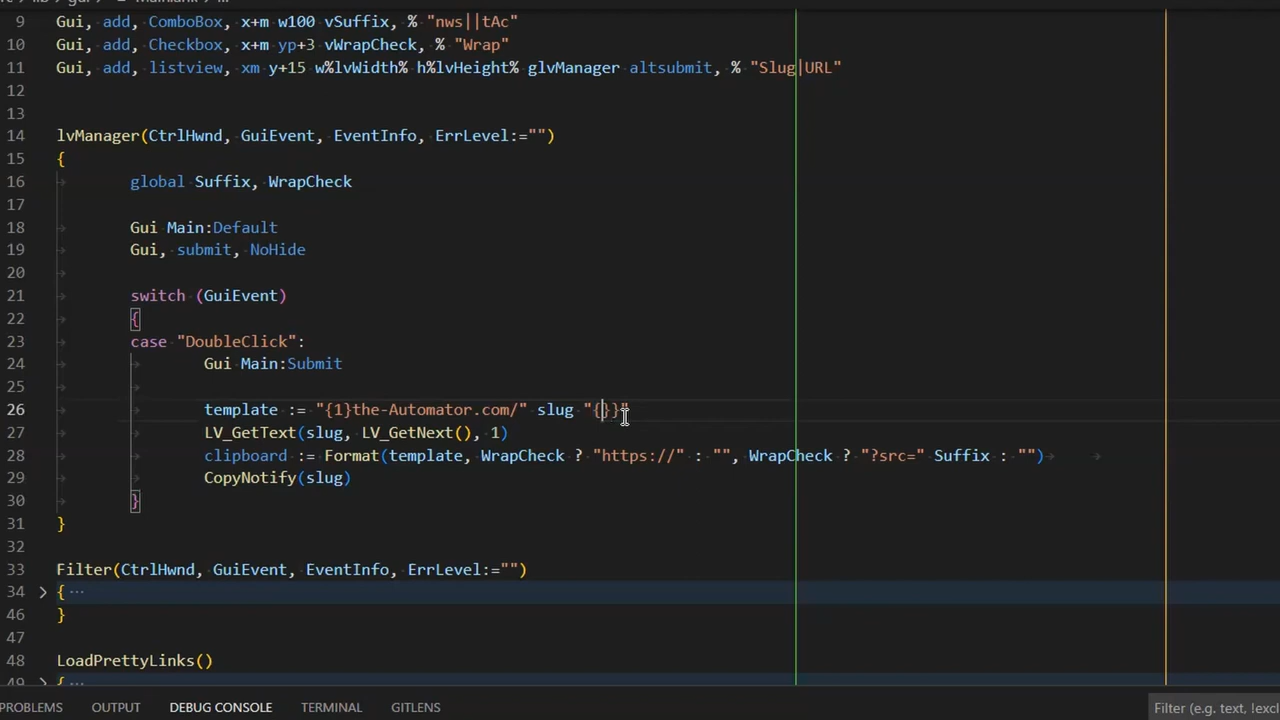 9 Gui, add, ComboBox, x+m w100 vSuffix, % "nws||tAc"
10 Gui, add, Checkbox, x+m yp+3 vWrapCheck, % "Wrap"
11 Gui, add, listview, xm y+15 w%lvWidth% h%lvHeight% glvManager altsubmit, % "Slug|URL"
12
13
14 lvManager(CtrlHwnd, GuiEvent, EventInfo, ErrLevel:="")
15 {
16 global Suffix, WrapCheck
17
18 Gui Main:Default
19 Gui, submit, NoHide
20
21 switch (GuiEvent)
22 {
23 case "DoubleClick":
24 Gui Main:Submit
25
26 template := "{1}the-Automator.com/" slug "{}}"
27 LV_GetText(slug, LV_GetNext(), 1)
28 clipboard := Format(template, WrapCheck ? "https://" : "", WrapCheck ? "?src=" Suffix : "")
29 CopyNotify(slug)
30 }
31 }
32
33 Filter(CtrlHwnd, GuiEvent, EventInfo, ErrLevel:="")
34 > { ···
46 }
47
48 LoadPrettyLinks()
49 > { ···
PROBLEMS OUTPUT DEBUG CONSOLE TERMINAL GITLENS Filter (e.g. text, !excl